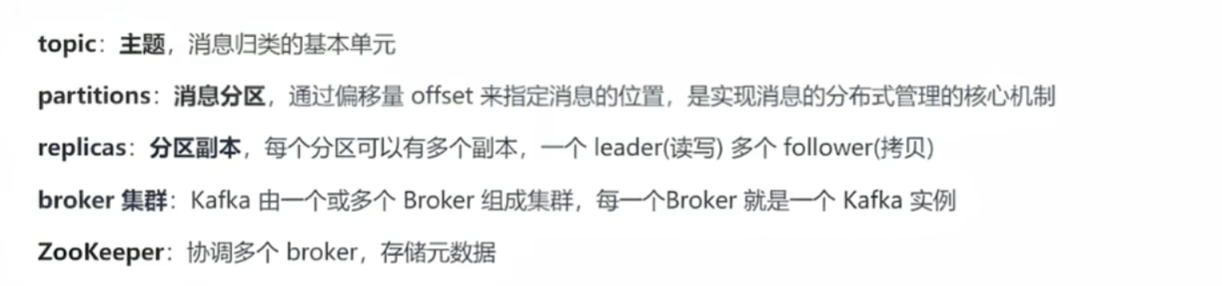 topic：主题，消息归类的基本单元
partitions：消息分区，通过偏移量 offset 来指定消息的位置，是实现消息的分布式管理的核心机制
replicas：分区副本，每个分区可以有多个副本，一个 leader(读写) 多个 follower(拷贝)
broker 集群：Kafka 由一个或多个 Broker 组成集群，每一个Broker 就是一个 Kafka 实例
ZooKeeper：协调多个 broker，存储元数据